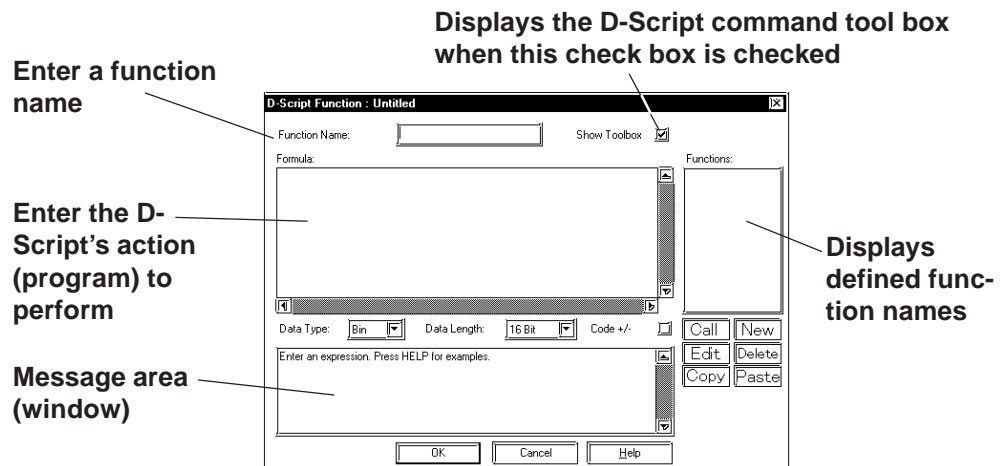 Displays the D-Script command tool box
when this check box is checked
Enter a function
name
D-Script Function : Untitled
Function Name:
Show Toolbox
Formula:
Functions:
Enter the D-
Script's action
(program) to
perform
Displays
defined func-
tion names
Data Type:
Bin
Data Length:
16 Bit
Code +/-
Call
New
Enter an expression. Press HELP for examples.
Edit
Delete
Copy
Paste
Message area
(window)
OK
Cancel
Help